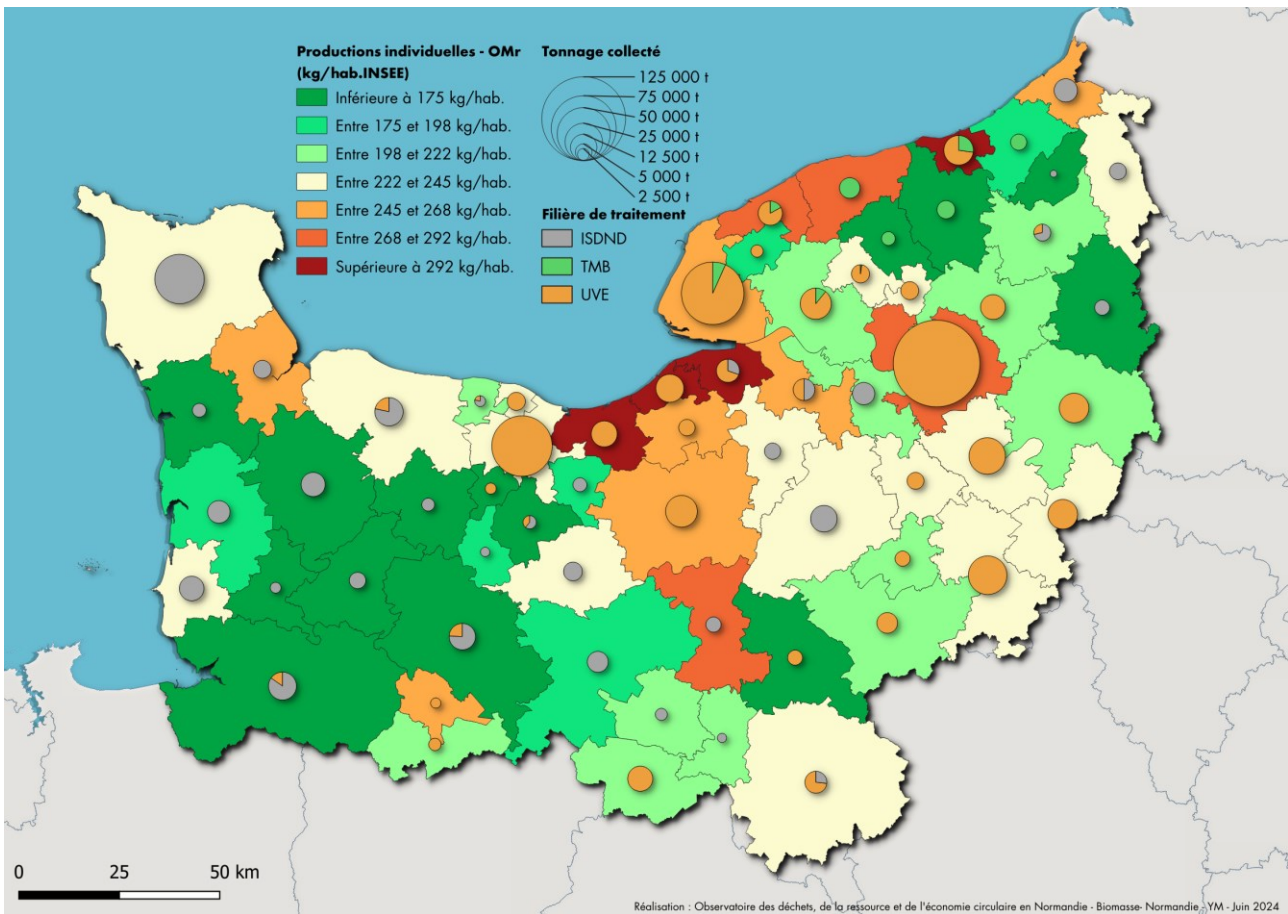 Productions individuelles - OMr
(kg/hab.INSEE)
Inférieure à 175 kg/hab.
Entre 175 et 198 kg/hab.
Entre 198 et 222 kg/hab.
Entre 222 et 245 kg/hab.
Entre 245 et 268 kg/hab.
Entre 268 et 292 kg/hab.
Supérieure à 292 kg/hab.
Tonnage collecté
125 000 t
75 000 t
50 000 t
25 000 t
12 500 t
5 000 t
2 500 t
Filière de traitement
ISDND
TMB
UVE
0 25 50 km
Réalisation : Observatoire des déchets, de la ressource et de l'économie circulaire en Normandie - Biomasse- Normandie - YM - Juin 2024